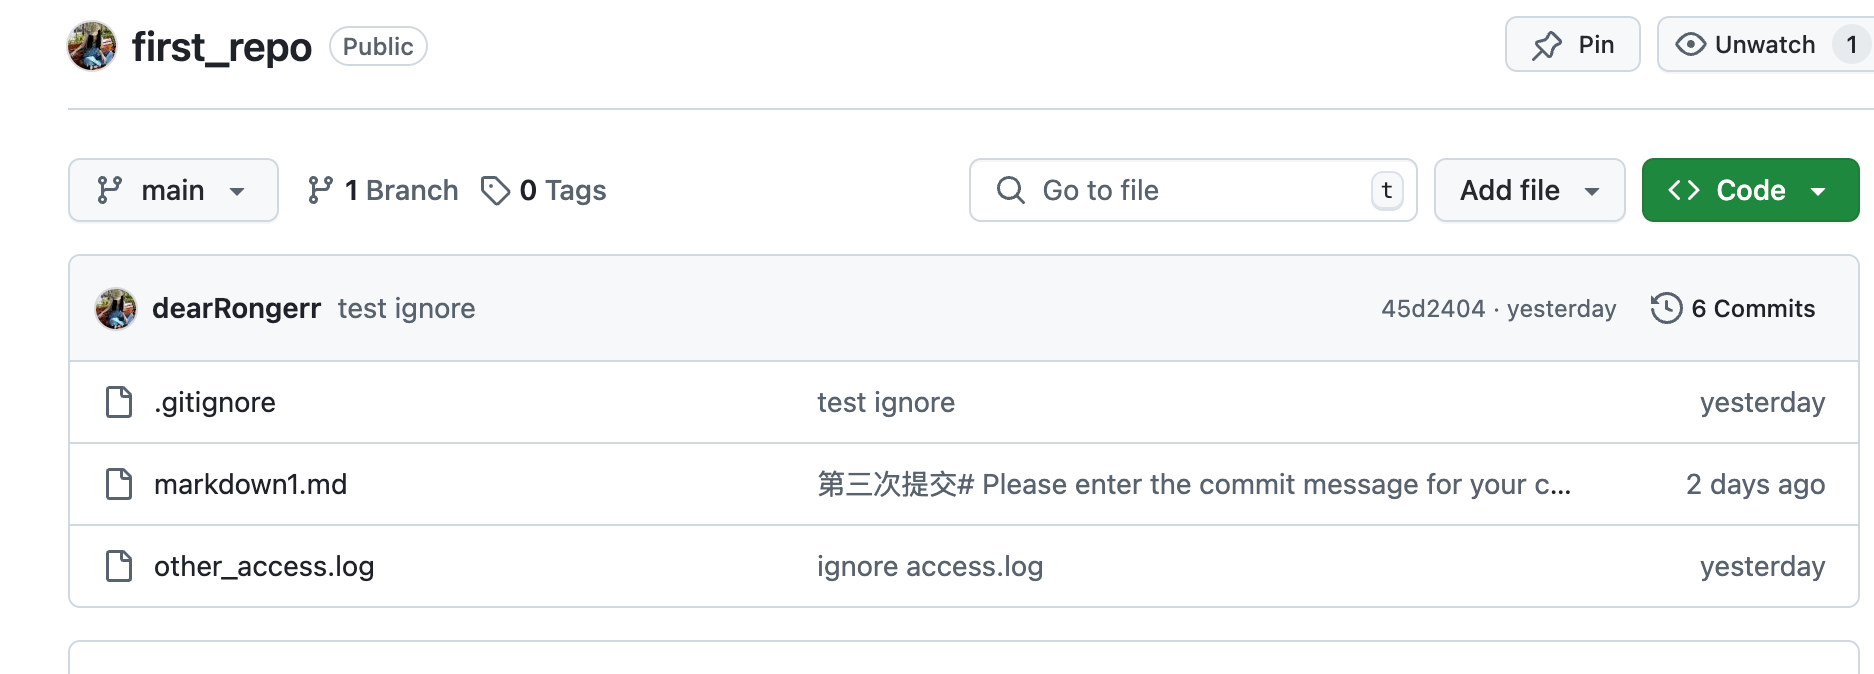 first_repo Public Pin Unwatch 1
main 1 Branch 0 Tags Go to file t Add file Code
dearRongerr test ignore 45d2404 · yesterday 6 Commits
.gitignore test ignore yesterday
markdown1.md 第三次提交# Please enter the commit message for your c... 2 days ago
other_access.log ignore access.log yesterday